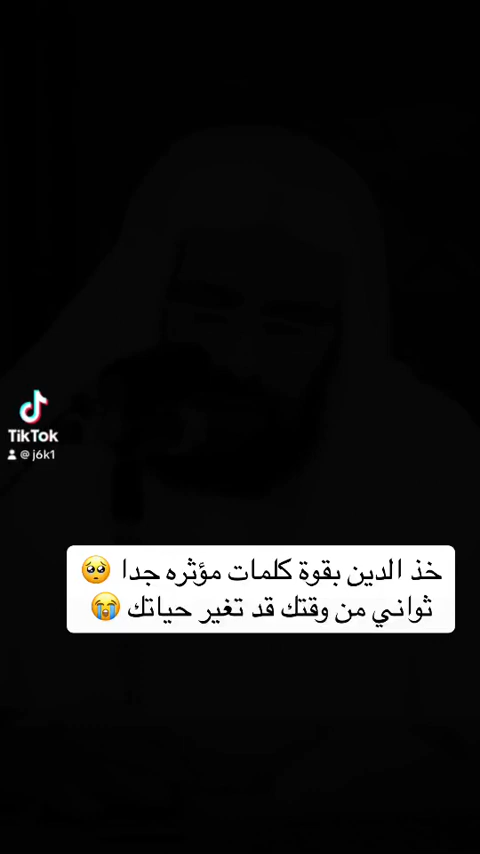 TikTok
@j6k1
خذ الدين بقوة كلمات مؤثره جدا 🥺
ثواني من وقتك قد تغير حياتك 😭